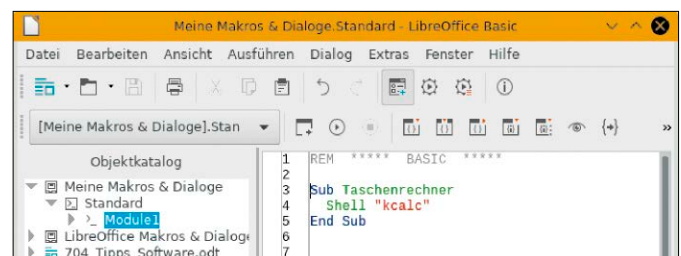 Meine Makros & Dialoge.Standard - LibreOffice Basic
Datei Bearbeiten Ansicht Ausführen Dialog Extras Fenster Hilfe
[Meine Makros & Dialoge].Stan
»
Objektkatalog
Meine Makros & Dialoge
Standard
Module1
LibreOffice Makros & Dialoge
704_Tipps_Software.odt
1 REM ***** BASIC *****
2
3 Sub Taschenrechner
4 Shell "kcalc"
5 End Sub
6
7